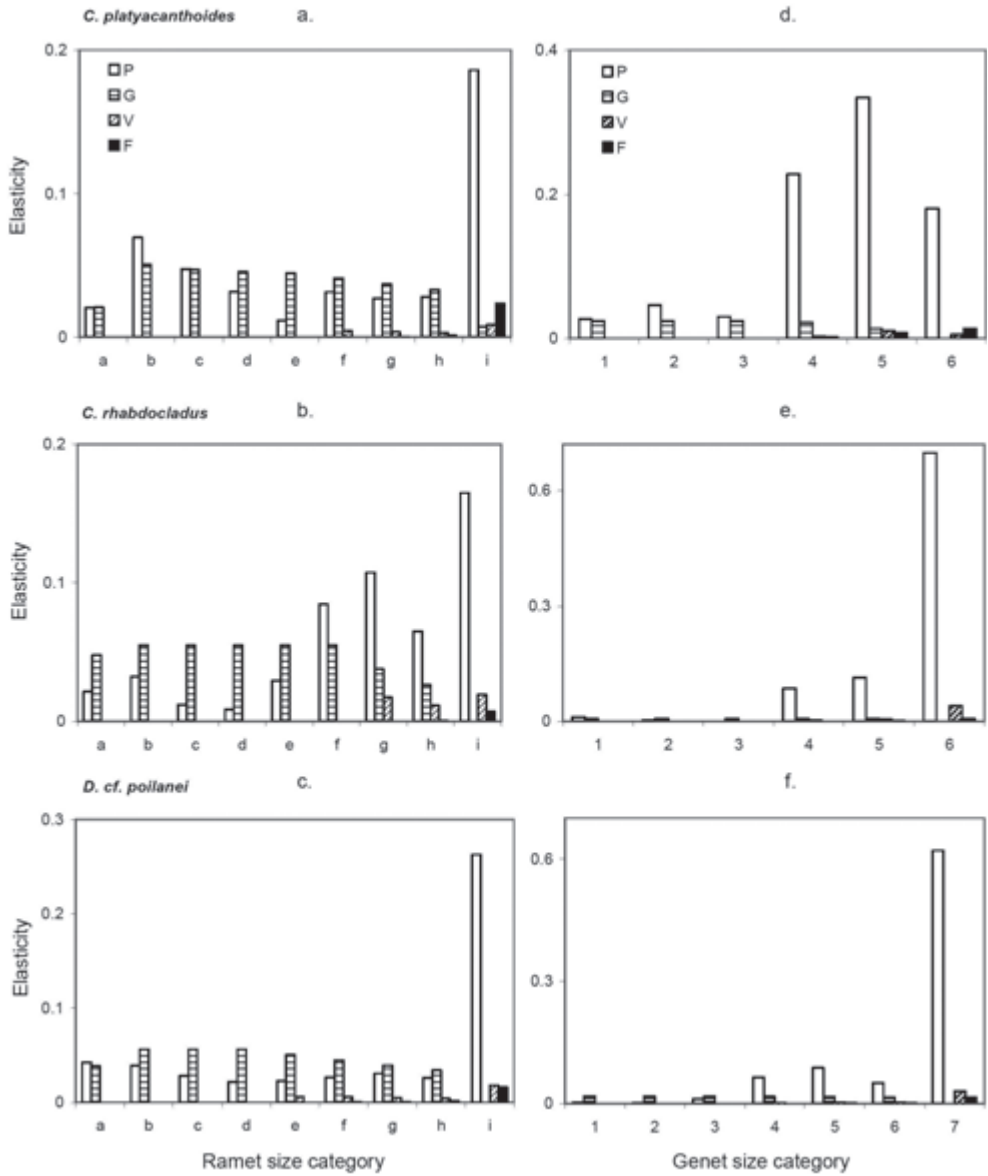 C. platyacanthoides a.
d.
0.2
0.1
0
Elasticity
P
G
V
F
a b c d e f g h i
0.4
0.2
0
P
G
V
F
1 2 3 4 5 6
C. rhabdocladus b.
e.
0.2
0.1
0
Elasticity
a b c d e f g h i
0.6
0.3
0
1 2 3 4 5 6
D. cf. poilanei c.
f.
0.3
0.2
0.1
0
Elasticity
a b c d e f g h i
Ramet size category
0.6
0.3
0
1 2 3 4 5 6 7
Genet size category